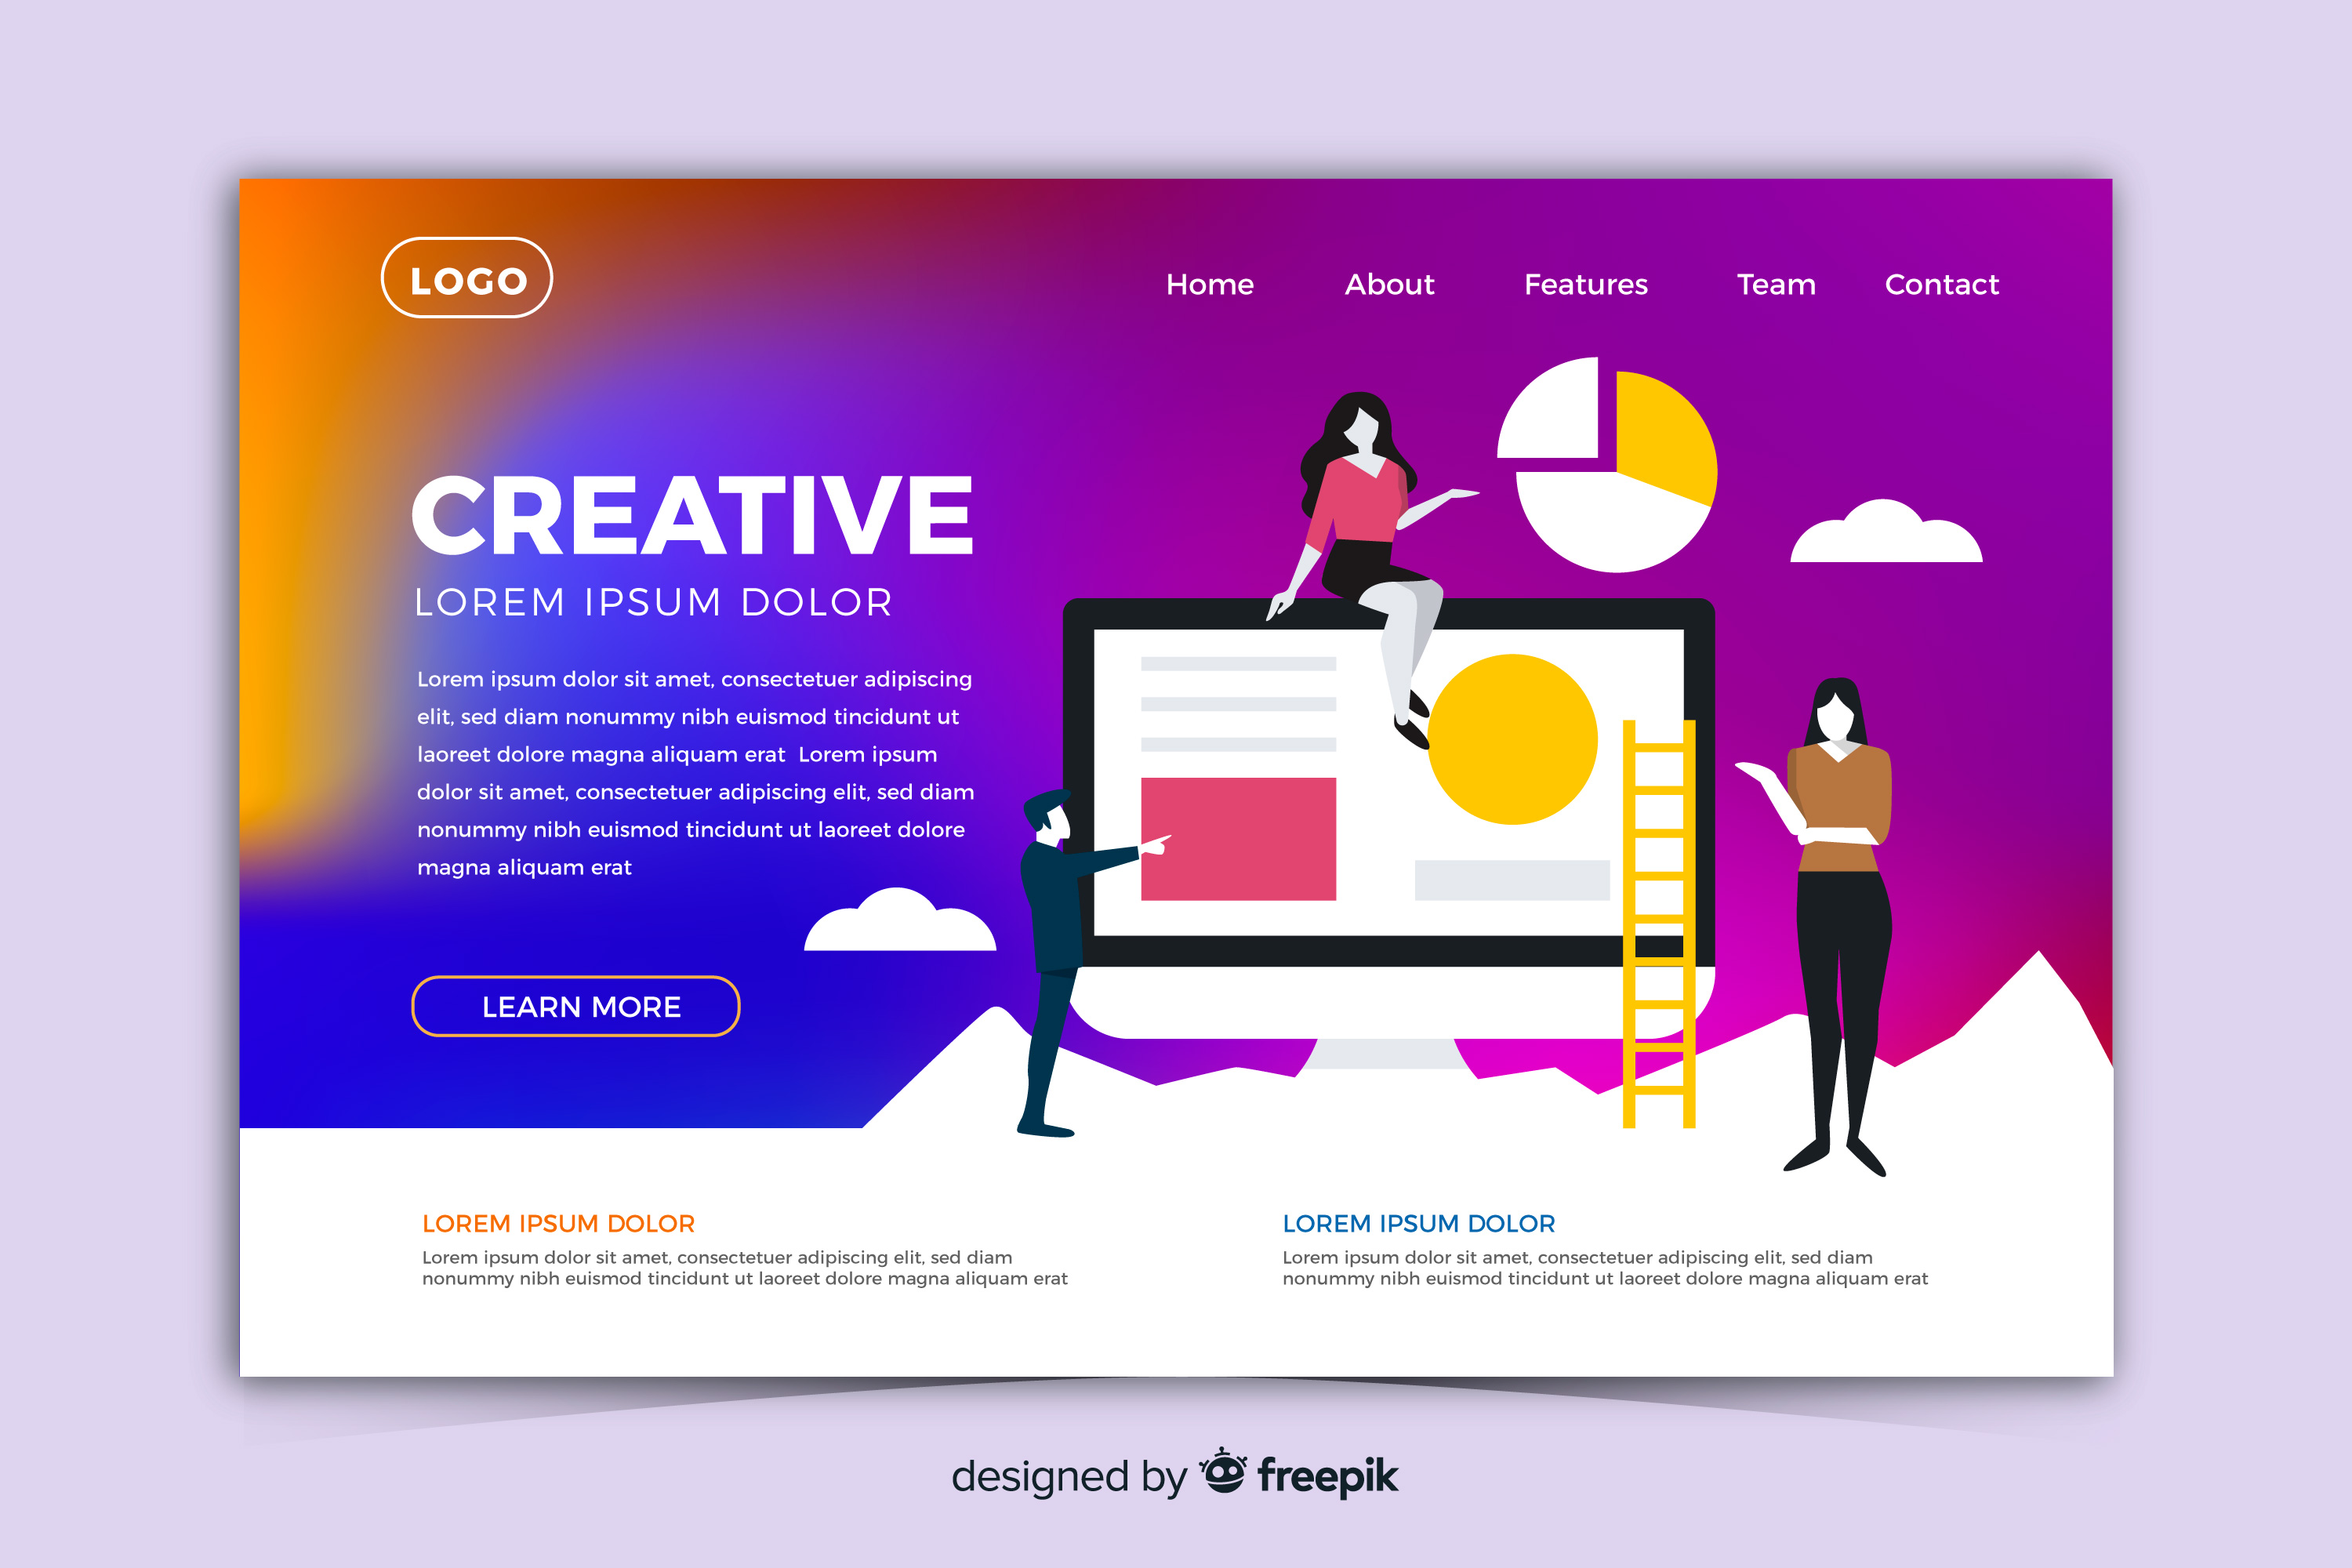 LOGO
Home About Features Team Contact
CREATIVE
LOREM IPSUM DOLOR
Lorem ipsum dolor sit amet, consectetuer adipiscing
elit, sed diam nonummy nibh euismod tincidunt ut
laoreet dolore magna aliquam erat  Lorem ipsum
dolor sit amet, consectetuer adipiscing elit, sed diam
nonummy nibh euismod tincidunt ut laoreet dolore
magna aliquam erat
LEARN MORE
LOREM IPSUM DOLOR
Lorem ipsum dolor sit amet, consectetuer adipiscing elit, sed diam
nonummy nibh euismod tincidunt ut laoreet dolore magna aliquam erat
LOREM IPSUM DOLOR
Lorem ipsum dolor sit amet, consectetuer adipiscing elit, sed diam
nonummy nibh euismod tincidunt ut laoreet dolore magna aliquam erat
designed by freepik